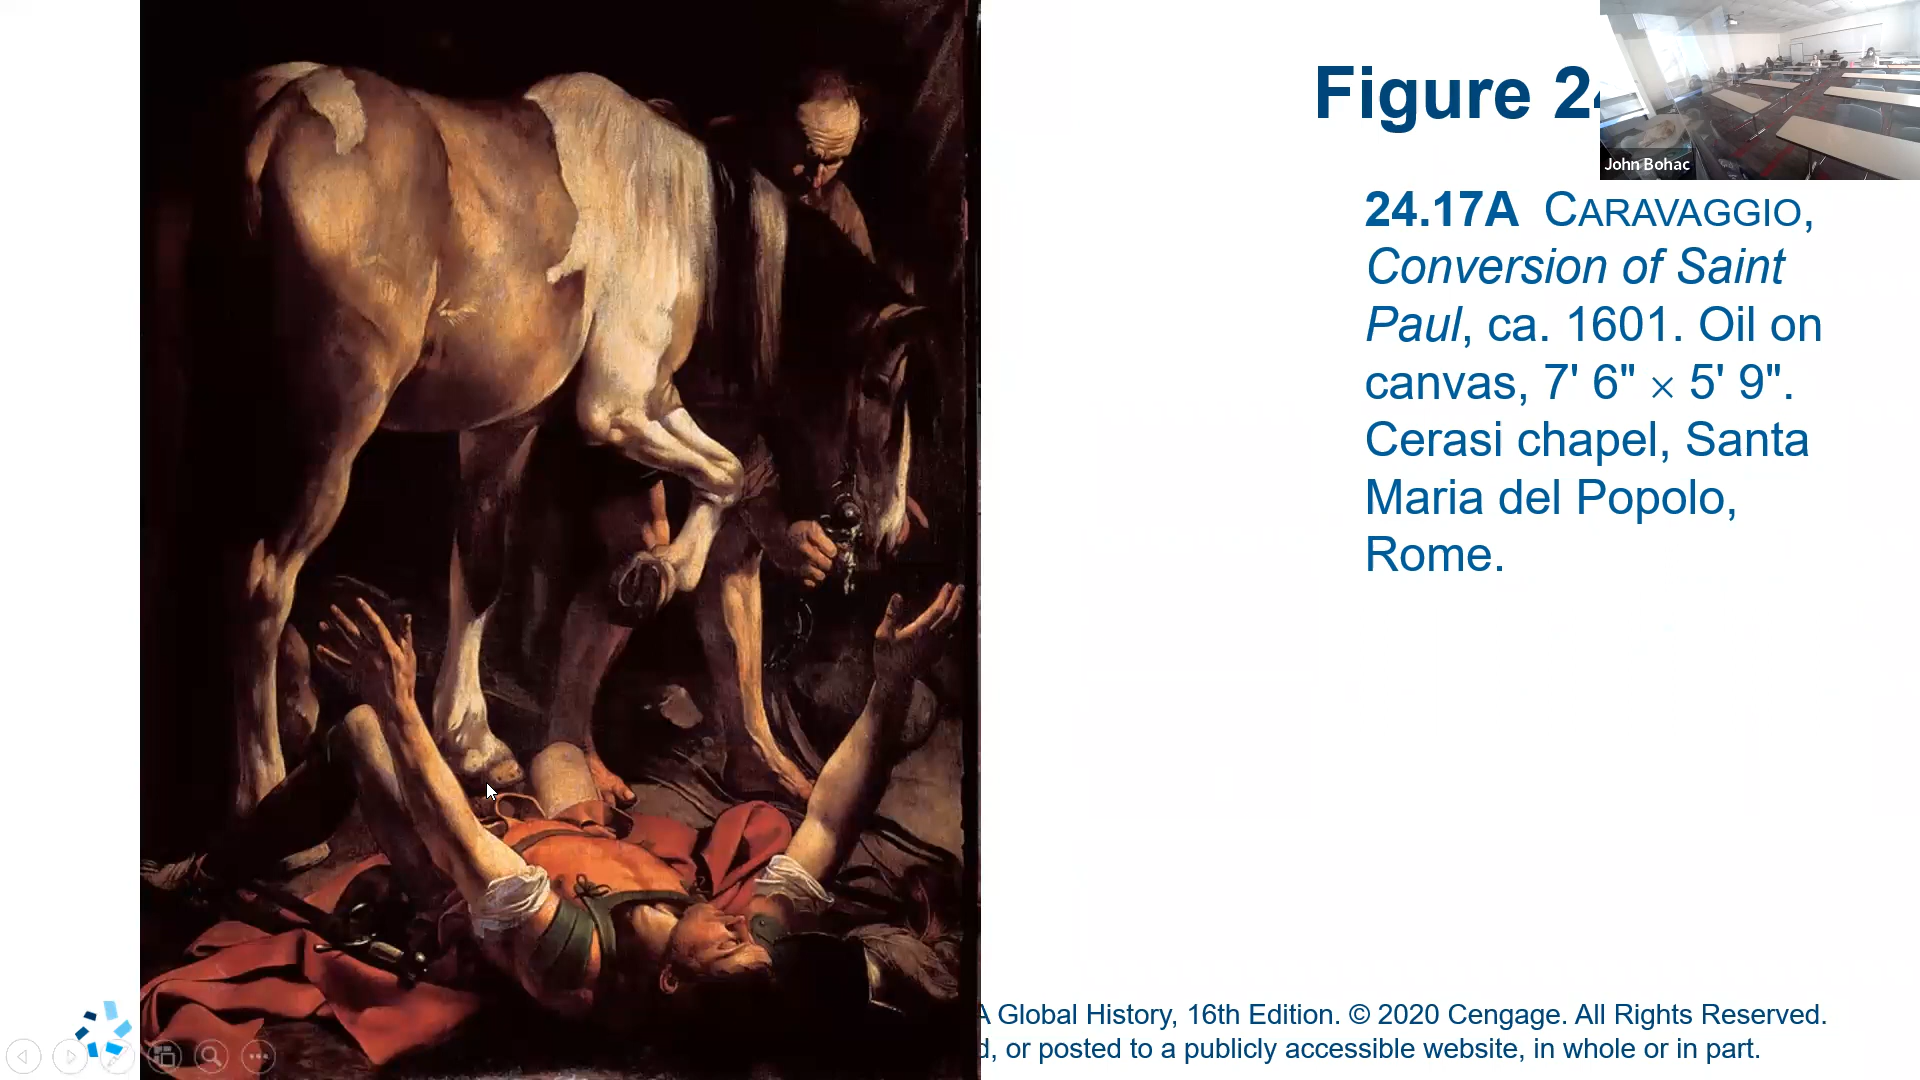 Figure 24
John Bohac
24.17A CARAVAGGIO,
Conversion of Saint
Paul, ca. 1601. Oil on
canvas, 7' 6" × 5' 9".
Cerasi chapel, Santa
Maria del Popolo,
Rome.
A Global History, 16th Edition. © 2020 Cengage. All Rights Reserved.
d, or posted to a publicly accessible website, in whole or in part.